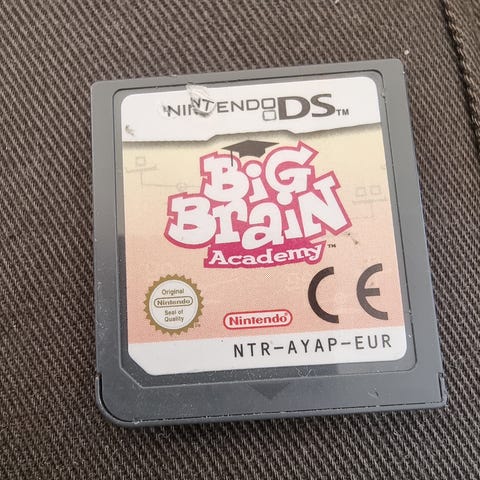 NINTENDO DS™
BiG
BRaiN
Academy™
Original
Nintendo
Seal of
Quality
Nintendo
CE
NTR-AYAP-EUR